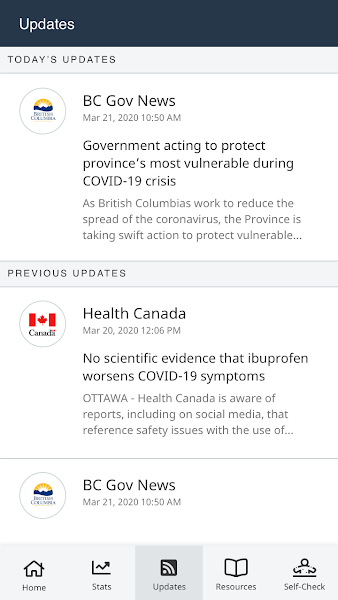 Updates
TODAY'S UPDATES
BRITISH
COLUMBIA
BC Gov News
Mar 21, 2020 10:50 AM
Government acting to protect
province's most vulnerable during
COVID-19 crisis
As British Columbias work to reduce the
spread of the coronavirus, the Province is
taking swift action to protect vulnerable...
PREVIOUS UPDATES
Canada
Health Canada
Mar 20, 2020 12:06 PM
No scientific evidence that ibuprofen
worsens COVID-19 symptoms
OTTAWA - Health Canada is aware of
reports, including on social media, that
reference safety issues with the use of...
BRITISH
COLUMBIA
BC Gov News
Mar 21, 2020 10:50 AM
Home
Stats
Updates
Resources
Self-Check